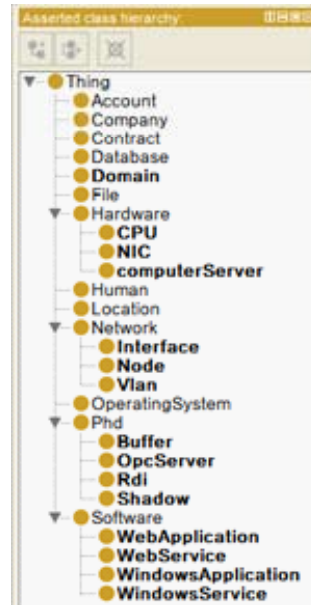 Asserted class hierarchy:
Thing
Account
Company
Contract
Database
Domain
File
Hardware
CPU
NIC
computerServer
Human
Location
Network
Interface
Node
Vlan
OperatingSystem
Phd
Buffer
OpcServer
Rdi
Shadow
Software
WebApplication
WebService
WindowsApplication
WindowsService